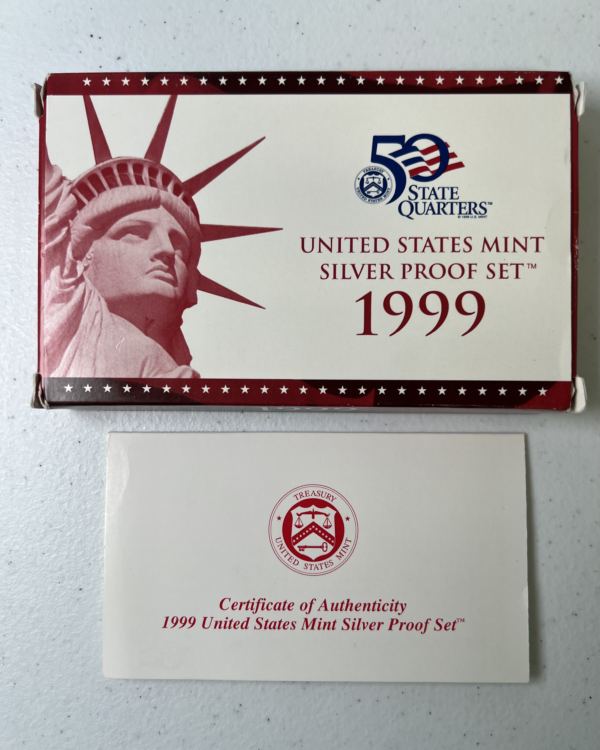 50
STATE
QUARTERS™
UNITED STATES MINT
SILVER PROOF SET™
1999
TREASURY
UNITED STATES MINT
Certificate of Authenticity
1999 United States Mint Silver Proof Set™